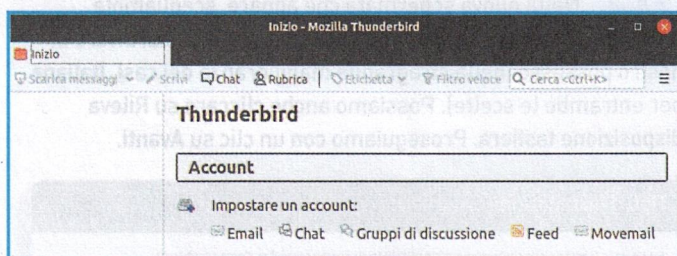 Inizio - Mozilla Thunderbird
Inizio
Scarica messaggi Scrivi Chat Rubrica Etichetta Filtro veloce Cerca <Ctrl+K>
Thunderbird
Account
Impostare un account:
Email Chat Gruppi di discussione Feed Movemail